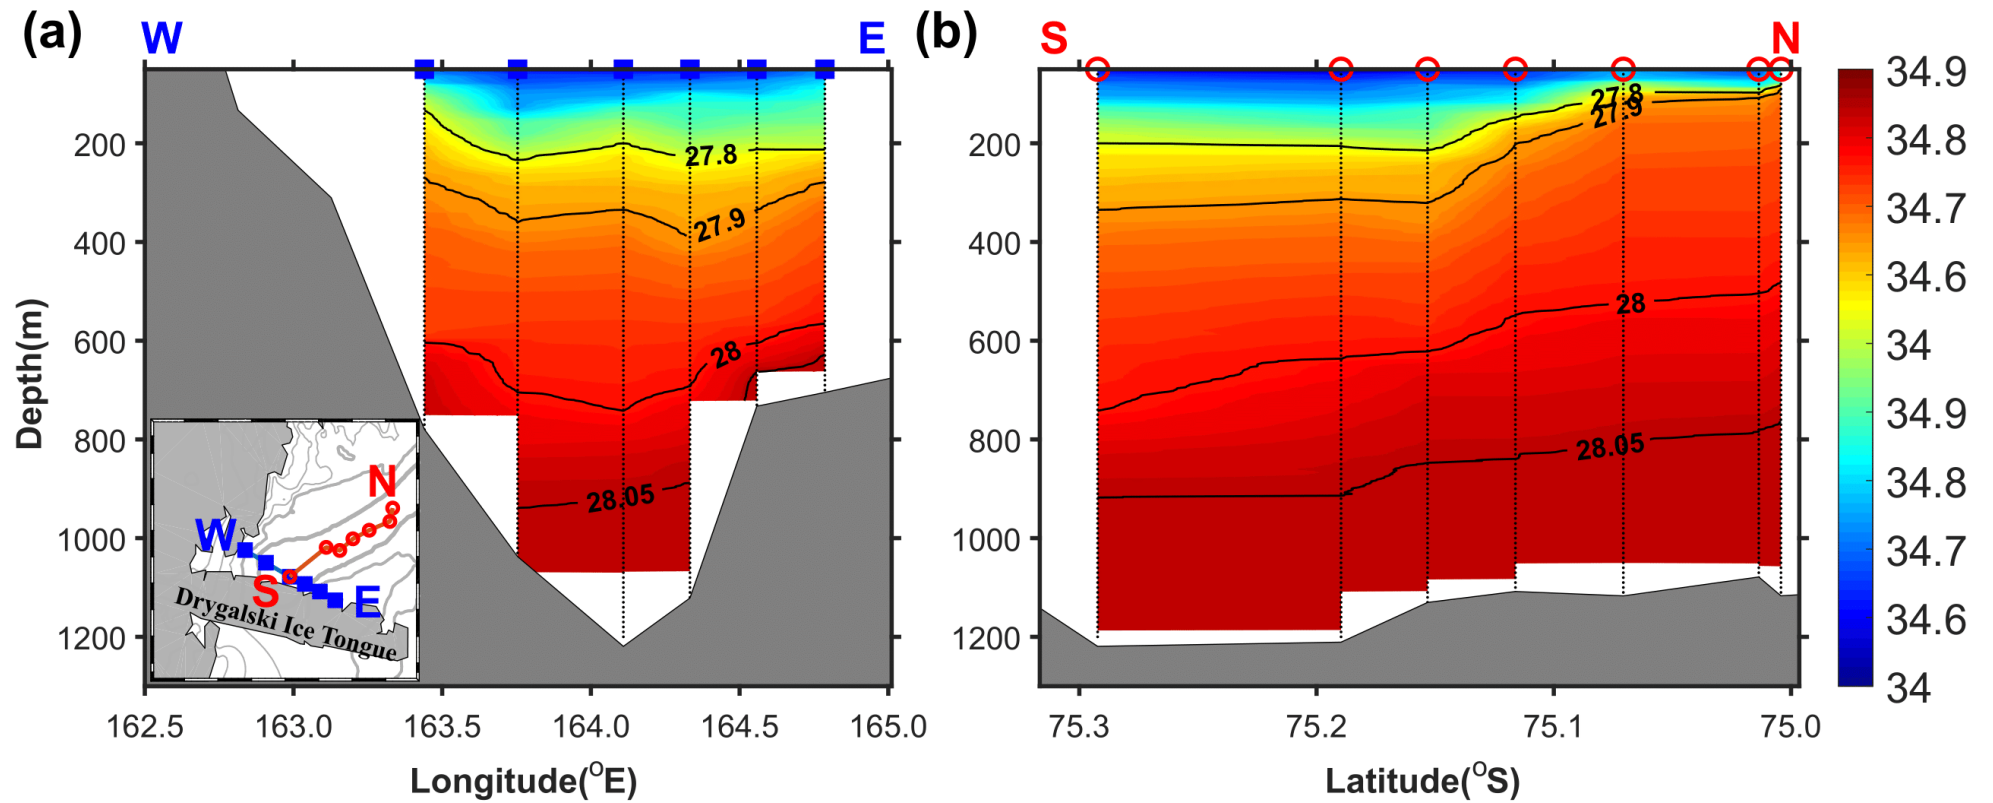 (a) W E
200
400
600
800
1000
1200
Depth(m)
27.8
27.9
28
28.05
162.5 163.0 163.5 164.0 164.5 165.0
Longitude(°E)
N
W
S
E
Drygalski Ice Tongue
(b) S N
200
400
600
800
1000
1200
27.8
27.9
28
28.05
75.3 75.2 75.1 75.0
Latitude(°S)
34.9
34.8
34.7
34.6
34
34.9
34.8
34.7
34.6
34